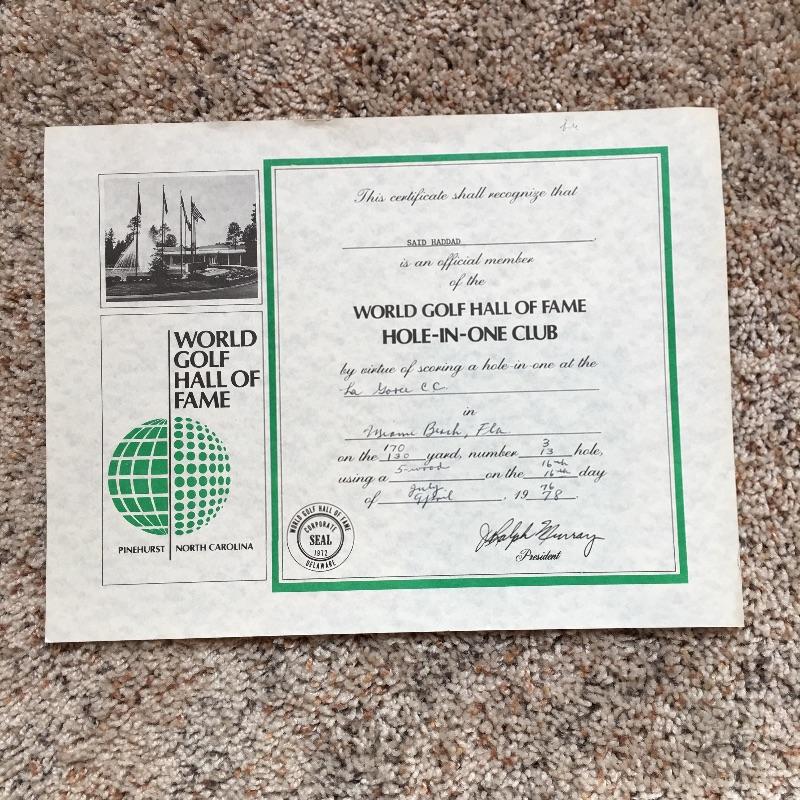 This certificate shall recognize that
SAID HADDAD
is an official member
of the
WORLD GOLF HALL OF FAME
HOLE-IN-ONE CLUB
by virtue of scoring a hole-in-one at the
La Gorce C C.
in
Miami Beach, Fla.
170 3
on the 130 yard, number 13 hole,
5-wood 16th
using a on the 16th day
July 76
of April, 19 78.
J Ralph Murray
President
WORLD GOLF HALL OF FAME
CORPORATE
SEAL
1972
DELAWARE
WORLD
GOLF
HALL OF
FAME
PINEHURST NORTH CAROLINA